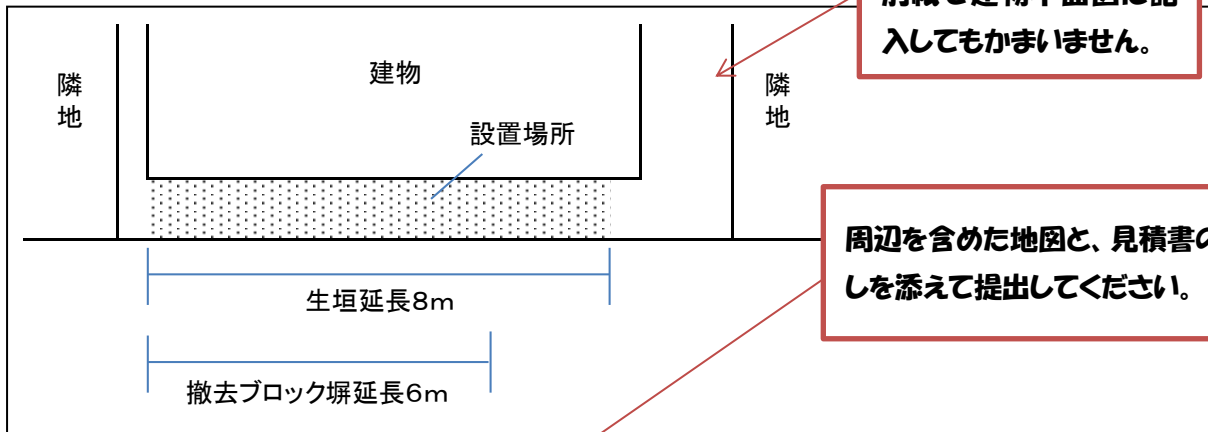 入してもかまいません。
隣地
建物
隣地
設置場所
周辺を含めた地図と、見積書の
しを添えて提出してください。
生垣延長8m
撤去ブロック塀延長6m